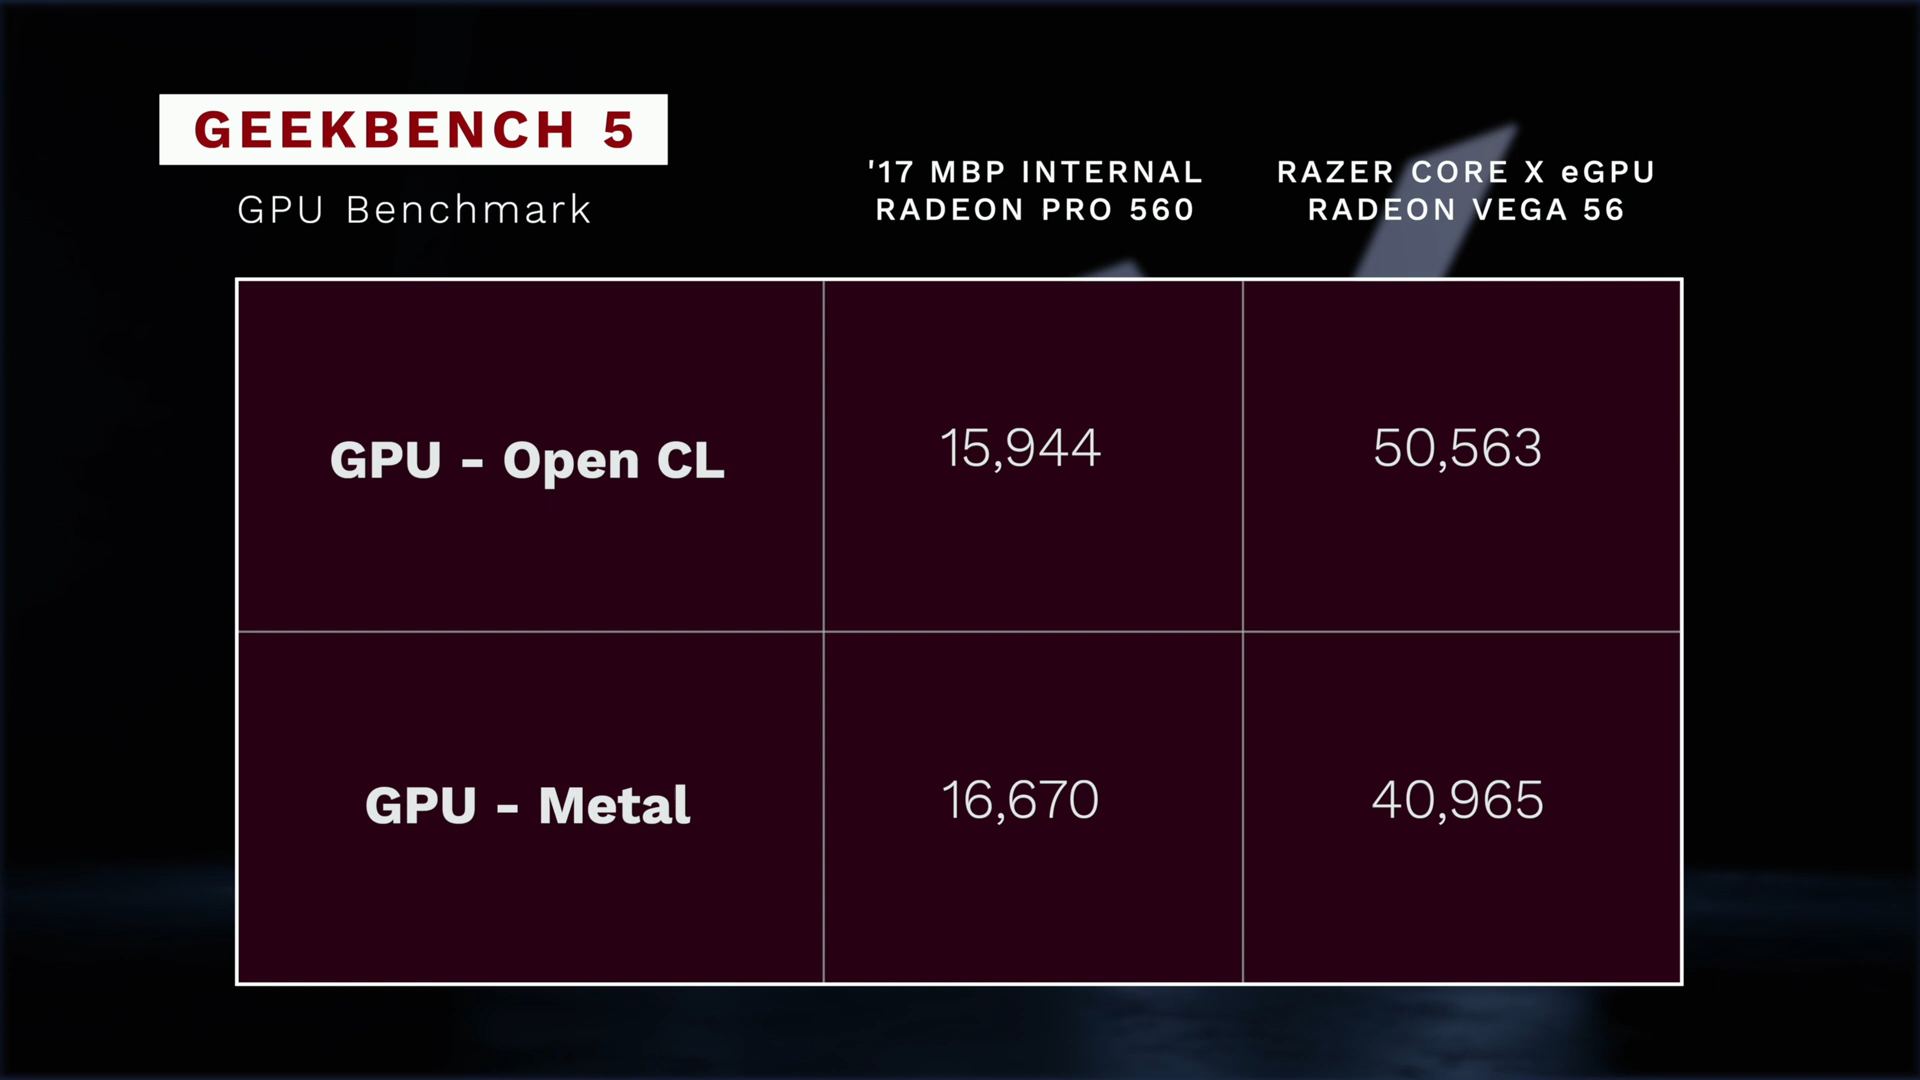 GEEKBENCH 5
GPU Benchmark
'17 MBP INTERNAL
RADEON PRO 560
RAZER CORE X eGPU
RADEON VEGA 56
GPU - Open CL
15,944
50,563
GPU - Metal
16,670
40,965